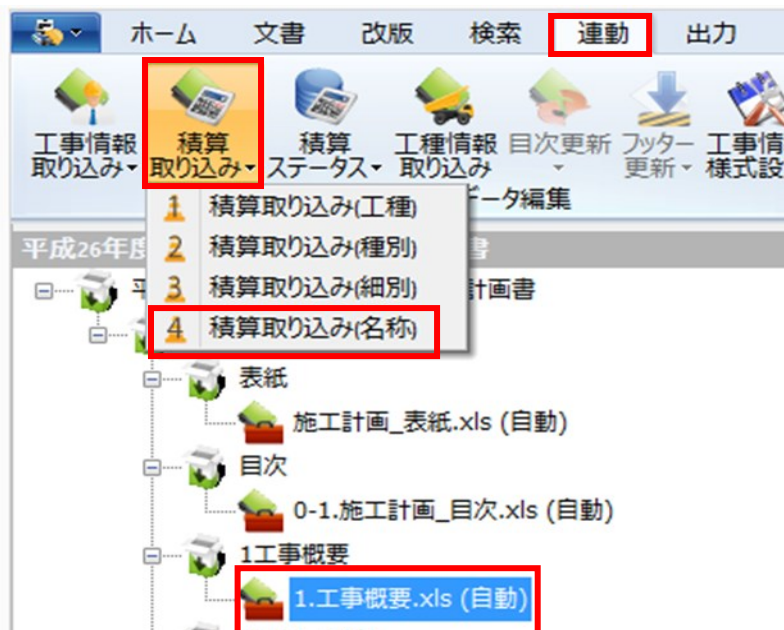 ホーム 文書 改版 検索 連動 出力
工事情報 積算 積算 工種情報 目次更新 フッター 工事情
取り込み 取り込み ステータス 取り込み 更新 様式設
データ編集
1 積算取り込み(工種)
平成26年度 書
2 積算取り込み(種別)
3 積算取り込み(細別)
平 計画書
4 積算取り込み(名称)
表紙
施工計画_表紙.xls (自動)
目次
0-1.施工計画_目次.xls (自動)
1工事概要
1.工事概要.xls (自動)